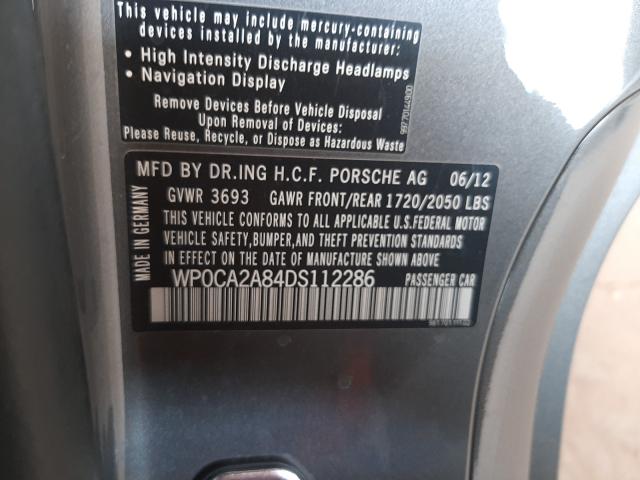 This vehicle may include mercury-containing
devices installed by the manufacturer:
• High Intensity Discharge Headlamps
• Navigation Display
Remove Devices Before Vehicle Disposal
Upon Removal of Devices:
Please Reuse, Recycle, or Dispose as Hazardous Waste
MFD BY DR.ING H.C.F. PORSCHE AG 06/12
GVWR 3693 GAWR FRONT/REAR 1720/2050 LBS
THIS VEHICLE CONFORMS TO ALL APPLICABLE U.S.FEDERAL MOTOR
VEHICLE SAFETY,BUMPER,AND THEFT PREVENTION STANDARDS
IN EFFECT ON THE DATE OF MANUFACTURE SHOWN ABOVE.
WP0CA2A84DS112286 PASSENGER CAR
MADE IN GERMANY